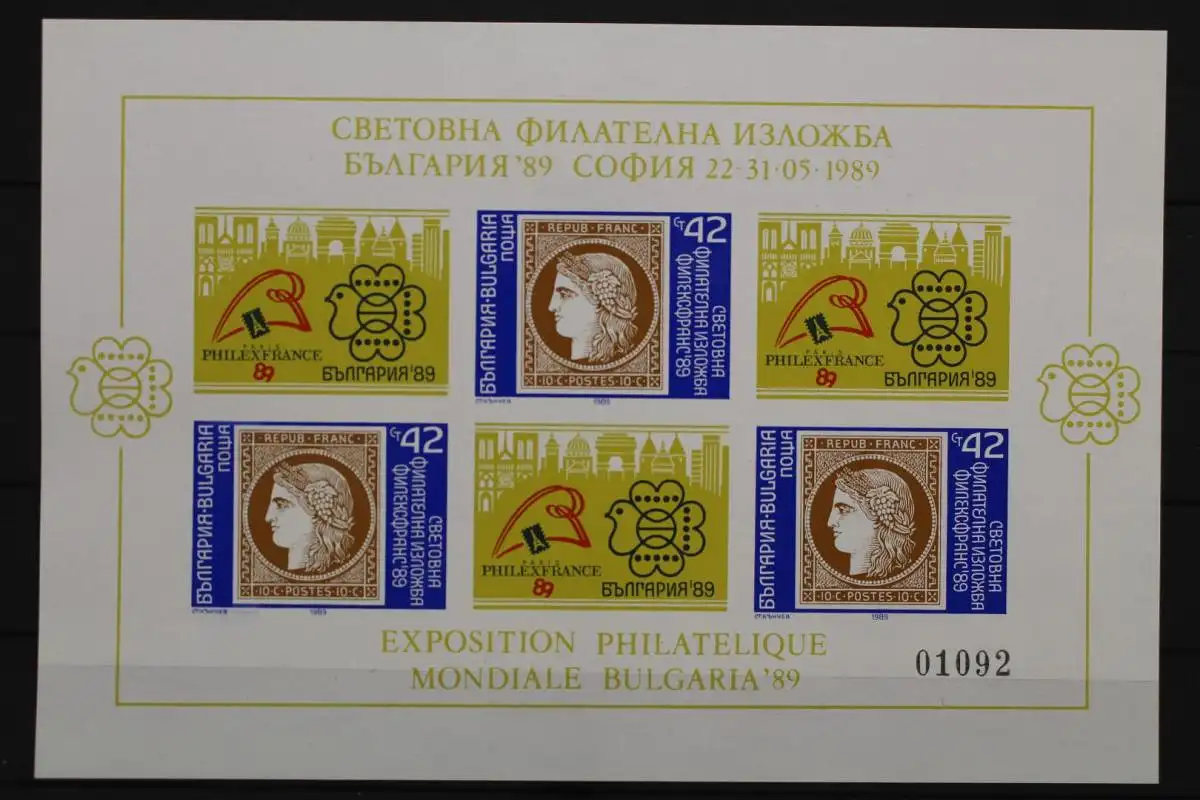 СВЕТОВНА ФИЛАТЕЛНА ИЗЛОЖБА
БЪЛГАРИЯ '89 СОФИЯ 22-31·05·1989
PARIS
PHILEXFRANCE
89
БЪЛГАРИЯ'89
БЪЛГАРИЯ·BULGARIA
ПОЩА
REPUB·FRANC·
·10·C·POSTES·10·C·
СТ 42
СВЕТОВНА
ФИЛАТЕЛНА ИЗЛОЖБА
ФИЛЕКСФРАНС'89
1989
PARIS
PHILEXFRANCE
89
БЪЛГАРИЯ'89
БЪЛГАРИЯ·BULGARIA
ПОЩА
REPUB·FRANC·
·10·C·POSTES·10·C·
СТ 42
СВЕТОВНА
ФИЛАТЕЛНА ИЗЛОЖБА
ФИЛЕКСФРАНС'89
1989
PARIS
PHILEXFRANCE
89
БЪЛГАРИЯ'89
БЪЛГАРИЯ·BULGARIA
ПОЩА
REPUB·FRANC·
·10·C·POSTES·10·C·
СТ 42
СВЕТОВНА
ФИЛАТЕЛНА ИЗЛОЖБА
ФИЛЕКСФРАНС'89
1989
EXPOSITION PHILATELIQUE
MONDIALE BULGARIA '89
01092